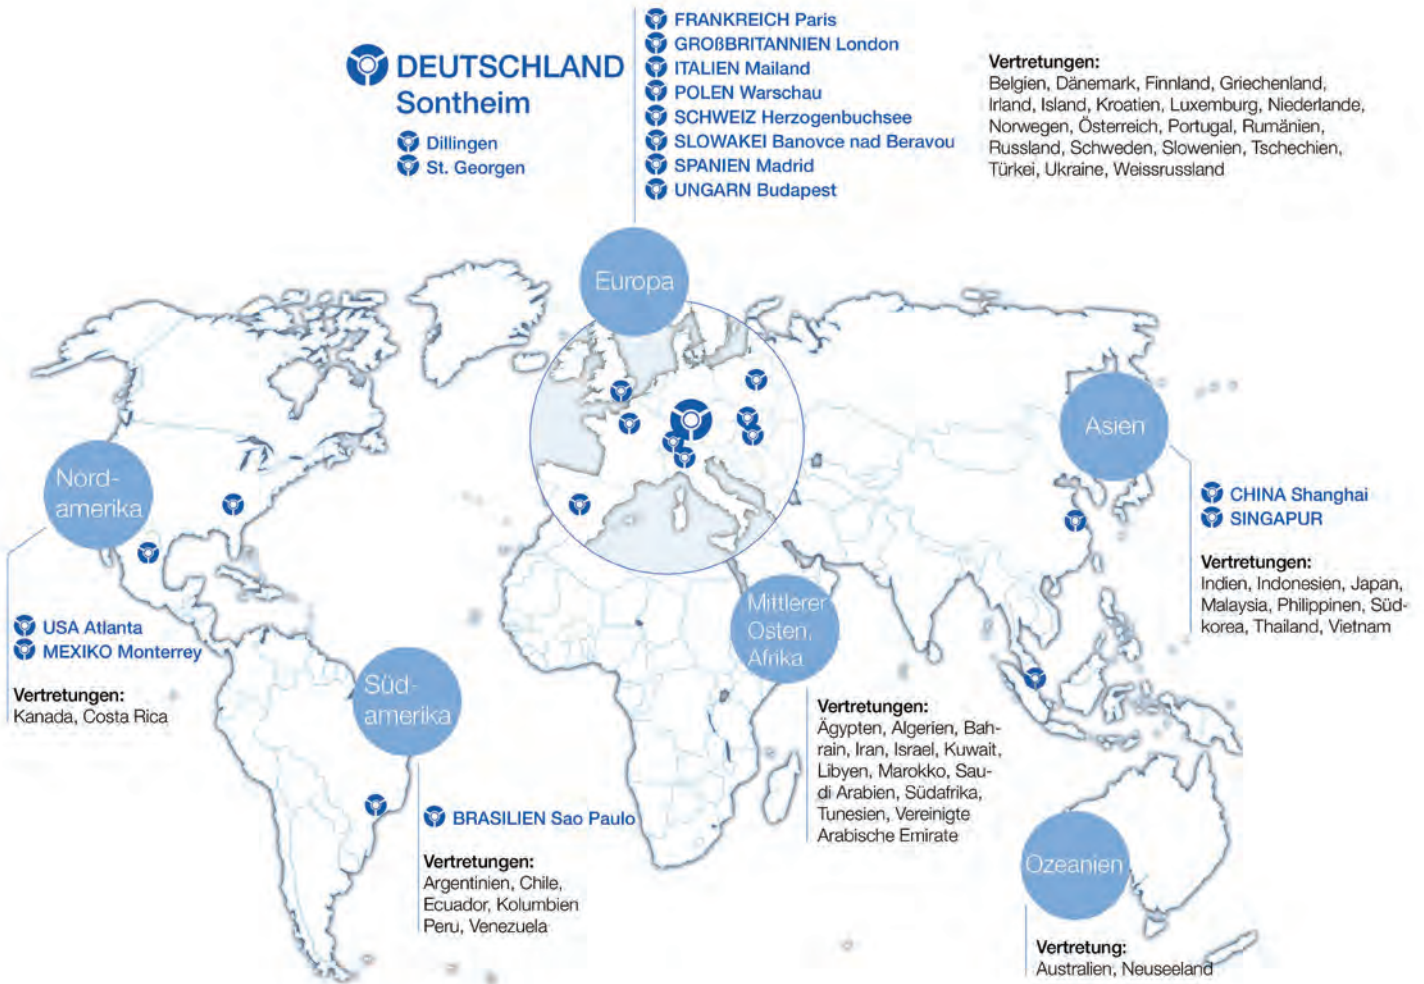 DEUTSCHLAND
Sontheim
Dillingen
St. Georgen
FRANKREICH Paris
GROßBRITANNIEN London
ITALIEN Mailand
POLEN Warschau
SCHWEIZ Herzogenbuchsee
SLOWAKEI Banovce nad Beravou
SPANIEN Madrid
UNGARN Budapest
Vertretungen:
Belgien, Dänemark, Finnland, Griechenland,
Irland, Island, Kroatien, Luxemburg, Niederlande,
Norwegen, Österreich, Portugal, Rumänien,
Russland, Schweden, Slowenien, Tschechien,
Türkei, Ukraine, Weissrussland
Europa
Asien
CHINA Shanghai
SINGAPUR
Vertretungen:
Indien, Indonesien, Japan,
Malaysia, Philippinen, Süd-
korea, Thailand, Vietnam
Nord-
amerika
USA Atlanta
MEXIKO Monterrey
Vertretungen:
Kanada, Costa Rica
Süd-
amerika
BRASILIEN Sao Paulo
Vertretungen:
Argentinien, Chile,
Ecuador, Kolumbien
Peru, Venezuela
Mittlerer
Osten,
Afrika
Vertretungen:
Ägypten, Algerien, Bah-
rain, Iran, Israel, Kuwait,
Libyen, Marokko, Sau-
di Arabien, Südafrika,
Tunesien, Vereinigte
Arabische Emirate
Ozeanien
Vertretung:
Australien, Neuseeland